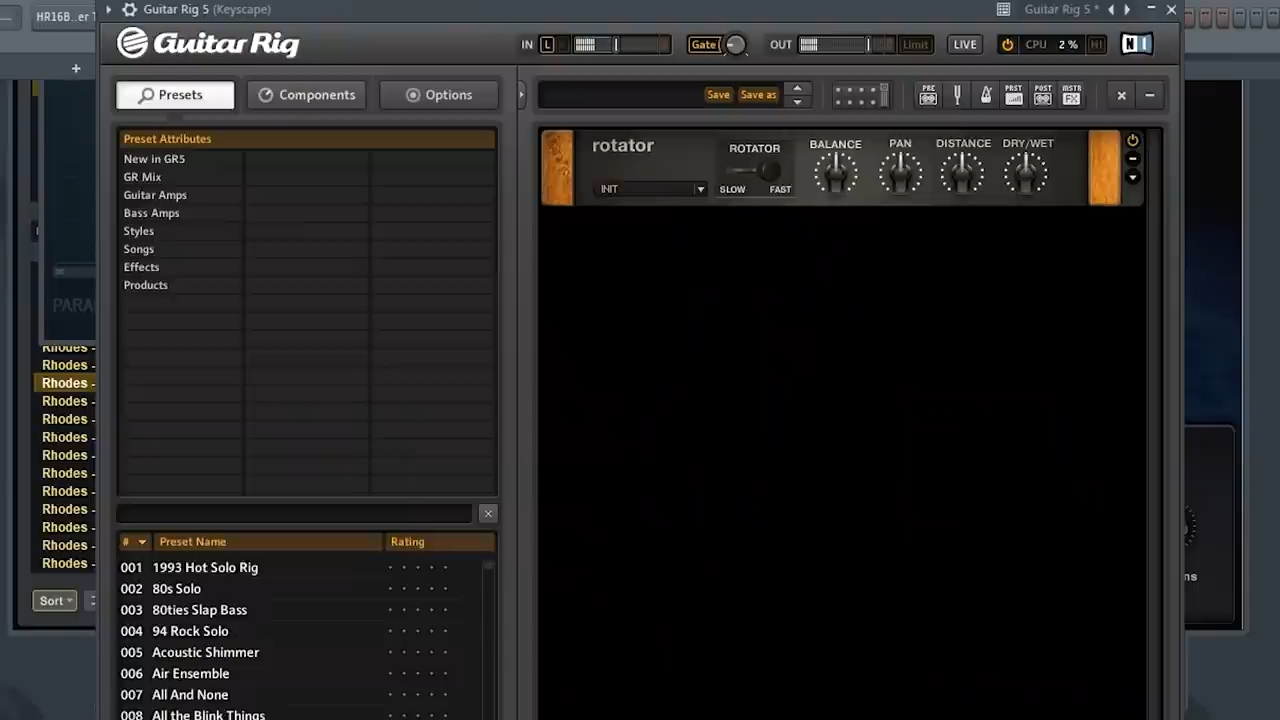 HR16B..er T
Guitar Rig 5 (Keyscape)
Guitar Rig 5 *
Guitar Rig
IN
L
Gate
OUT
Limit
LIVE
CPU
2 %
HI
N I
+
Presets
Components
Options
Save
Save as
PRE
PRST
POST
MSTR
FX
Preset Attributes
New in GR5
GR Mix
Guitar Amps
Bass Amps
Styles
Songs
Effects
Products
rotator
INIT
ROTATOR
SLOW
FAST
BALANCE
PAN
DISTANCE
DRY/WET
PARA
Rhodes -
Rhodes -
Rhodes -
Rhodes -
Rhodes -
Rhodes -
Rhodes -
Rhodes -
Rhodes -
Rhodes -
Rhodes -
Rhodes -
Rhodes -
Sort
#
Preset Name
Rating
001 1993 Hot Solo Rig
002 80s Solo
003 80ties Slap Bass
004 94 Rock Solo
005 Acoustic Shimmer
006 Air Ensemble
007 All And None
008 All the Blink Things
ns